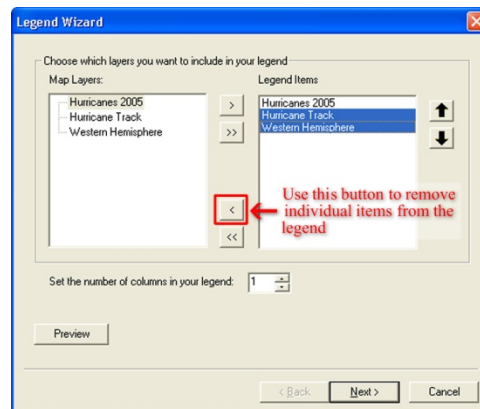 Legend Wizard
Choose which layers you want to include in your legend
Map Layers:
Legend Items
Hurricanes 2005
Hurricane Track
Western Hemisphere
>
>>
<
<<
Hurricanes 2005
Hurricane Track
Western Hemisphere
Use this button to remove
individual items from the
legend
Set the number of columns in your legend:
1
Preview
< Back
Next >
Cancel